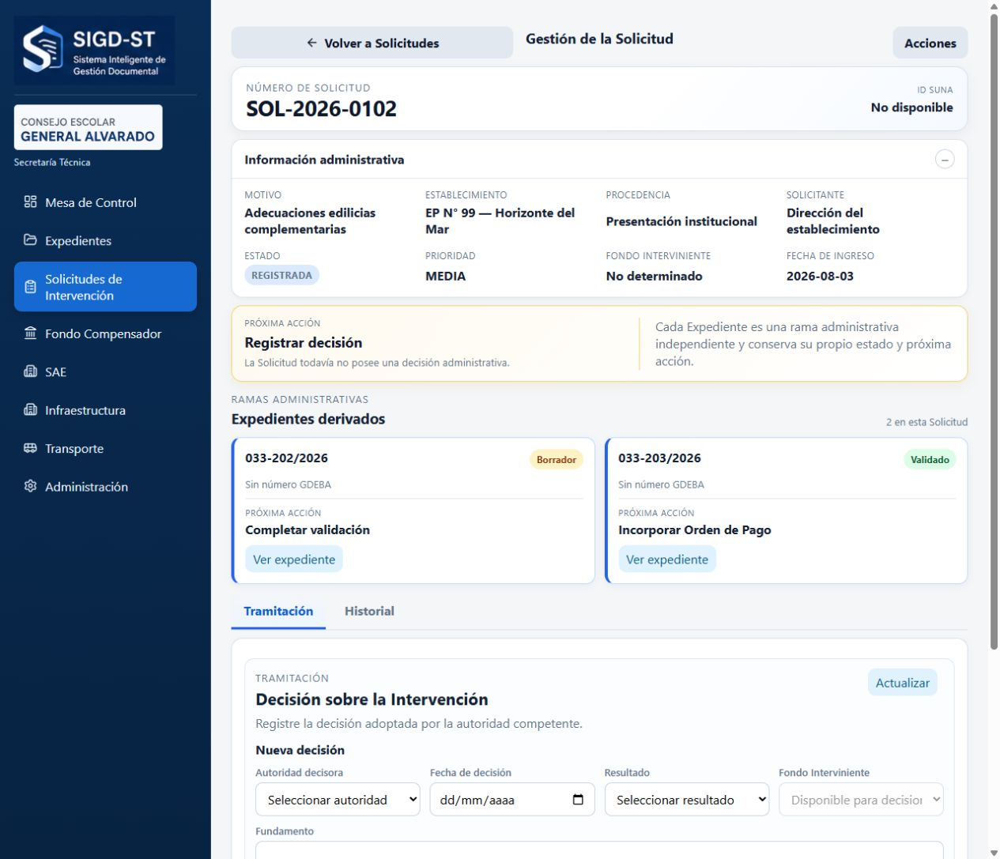 SIGD-ST
Sistema Inteligente de
Gestión Documental
CONSEJO ESCOLAR
GENERAL ALVARADO
Secretaría Técnica
Mesa de Control
Expedientes
Solicitudes de
Intervención
Fondo Compensador
SAE
Infraestructura
Transporte
Administración
← Volver a Solicitudes
Gestión de la Solicitud
Acciones
NÚMERO DE SOLICITUD
SOL-2026-0102
ID SUNA
No disponible
Información administrativa
−
MOTIVO
Adecuaciones edilicias
complementarias
ESTABLECIMIENTO
EP N° 99 — Horizonte del
Mar
PROCEDENCIA
Presentación institucional
SOLICITANTE
Dirección del
establecimiento
ESTADO
REGISTRADA
PRIORIDAD
MEDIA
FONDO INTERVINIENTE
No determinado
FECHA DE INGRESO
2026-08-03
PRÓXIMA ACCIÓN
Registrar decisión
La Solicitud todavía no posee una decisión administrativa.
Cada Expediente es una rama administrativa
independiente y conserva su propio estado y próxima
acción.
RAMAS ADMINISTRATIVAS
Expedientes derivados
2 en esta Solicitud
033-202/2026
Borrador
Sin número GDEBA
PRÓXIMA ACCIÓN
Completar validación
Ver expediente
033-203/2026
Validado
Sin número GDEBA
PRÓXIMA ACCIÓN
Incorporar Orden de Pago
Ver expediente
Tramitación
Historial
TRAMITACIÓN
Decisión sobre la Intervención
Actualizar
Registre la decisión adoptada por la autoridad competente.
Nueva decisión
Autoridad decisora
Seleccionar autoridad
Fecha de decisión
dd/mm/aaaa
Resultado
Seleccionar resultado
Fondo Interviniente
Disponible para decision
Fundamento